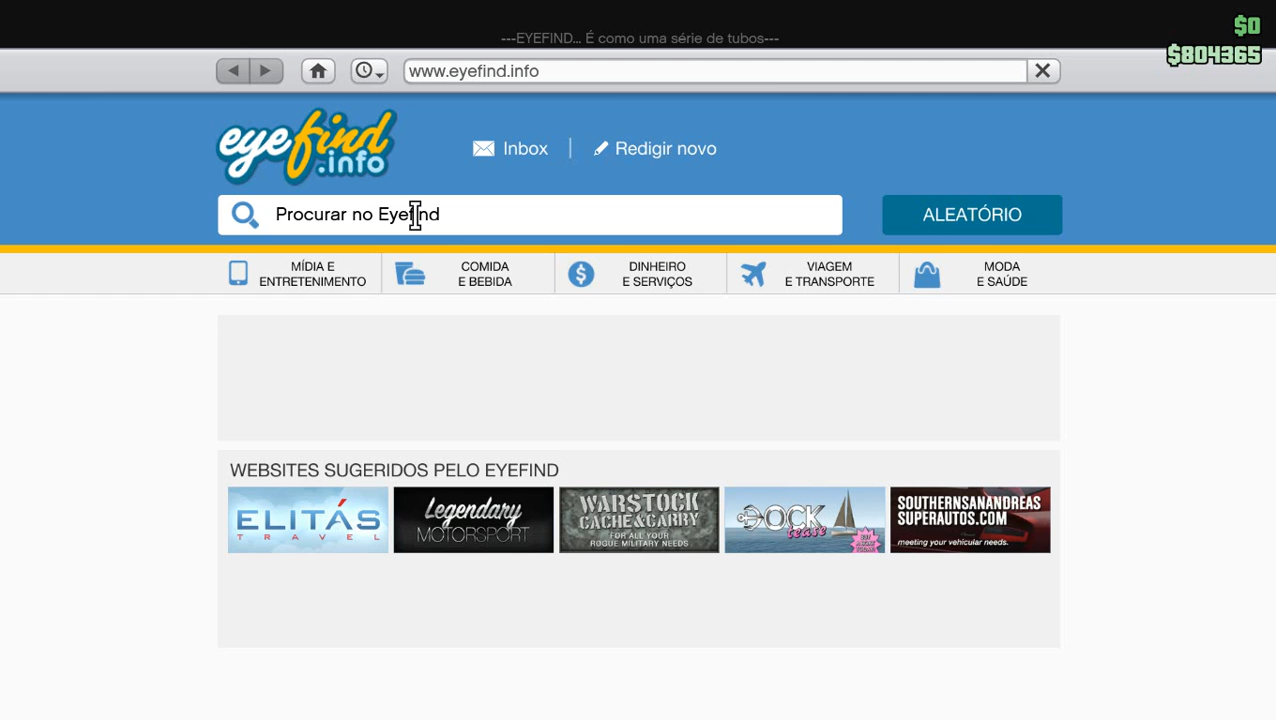 $0
---EYEFIND... É como uma série de tubos---
$804365
www.eyefind.info
eyefind
.info
Inbox
Redigir novo
Procurar no Eyefind
ALEATÓRIO
MÍDIA E
ENTRETENIMENTO
COMIDA
E BEBIDA
DINHEIRO
E SERVIÇOS
VIAGEM
E TRANSPORTE
MODA
E SAÚDE
WEBSITES SUGERIDOS PELO EYEFIND
ELITÁS
TRAVEL
Legendary
MOTORSPORT
WARSTOCK
CACHE&CARRY
FOR ALL YOUR
ROGUE MILITARY NEEDS
DOCK
tease
SOUTHERNSANANDREAS
SUPERAUTOS.COM
meeting your vehicular needs.